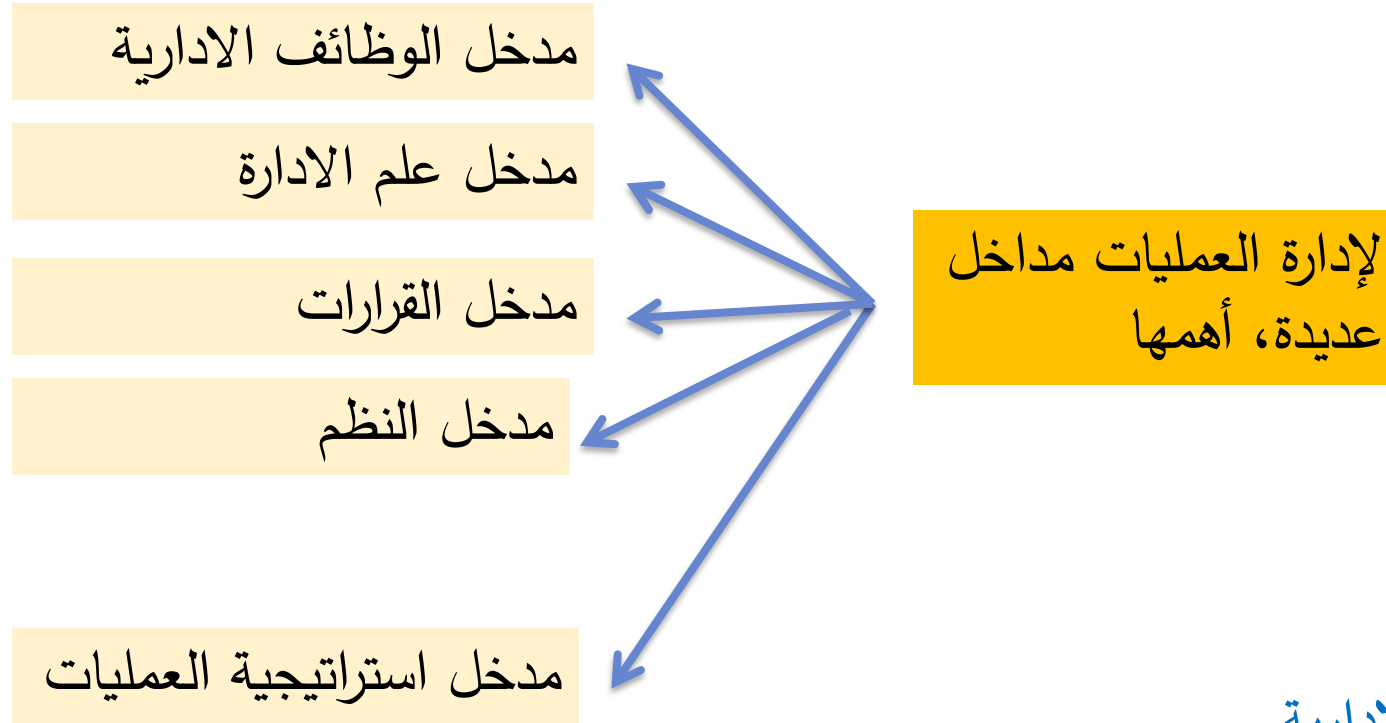 لإدارة العمليات مداخل
عديدة، أهمها
مدخل الوظائف الادارية
مدخل علم الادارة
مدخل القرارات
مدخل النظم
مدخل استراتيجية العمليات